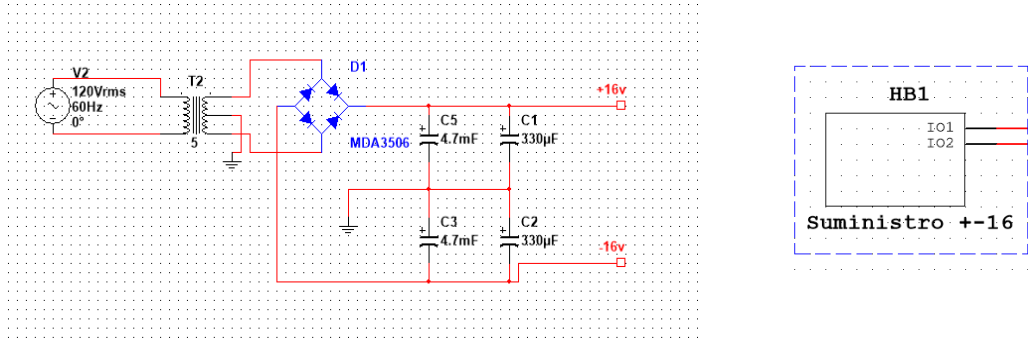 V2
120Vrms
60Hz
0°
T2
5
D1
MDA3506
+16v
C5
4.7mF
C1
330µF
C3
4.7mF
C2
330µF
-16v
HB1
IO1
IO2
Suministro +-16